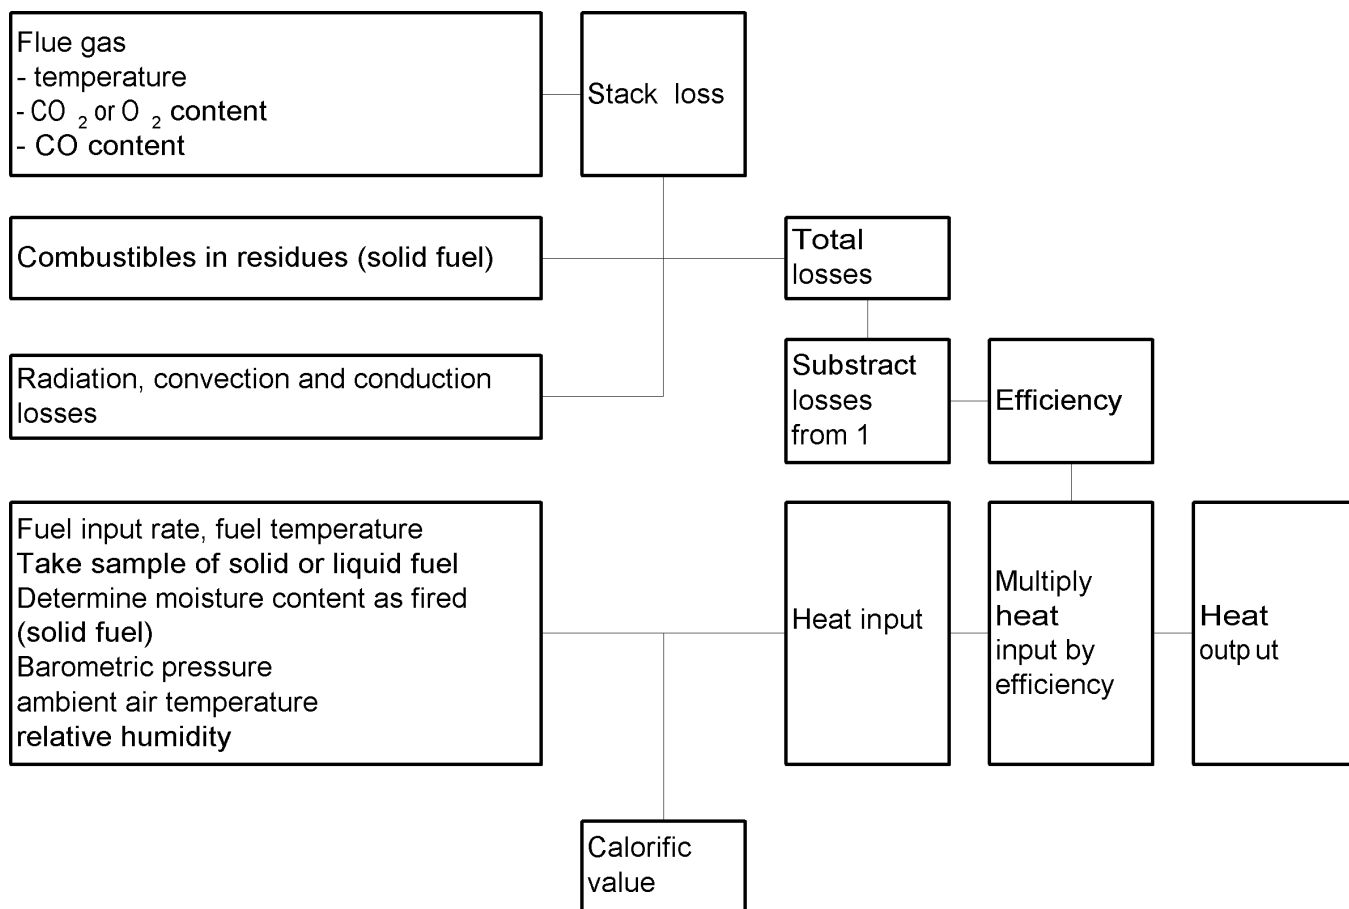 Flue gas
- temperature
- CO 2 or O 2 content
- CO content
Stack loss
Combustibles in residues (solid fuel)
Total
losses
Radiation, convection and conduction
losses
Substract
losses
from 1
Efficiency
Fuel input rate, fuel temperature
Take sample of solid or liquid fuel
Determine moisture content as fired
(solid fuel)
Barometric pressure
ambient air temperature
relative humidity
Heat input
Multiply
heat
input by
efficiency
Heat
output
Calorific
value